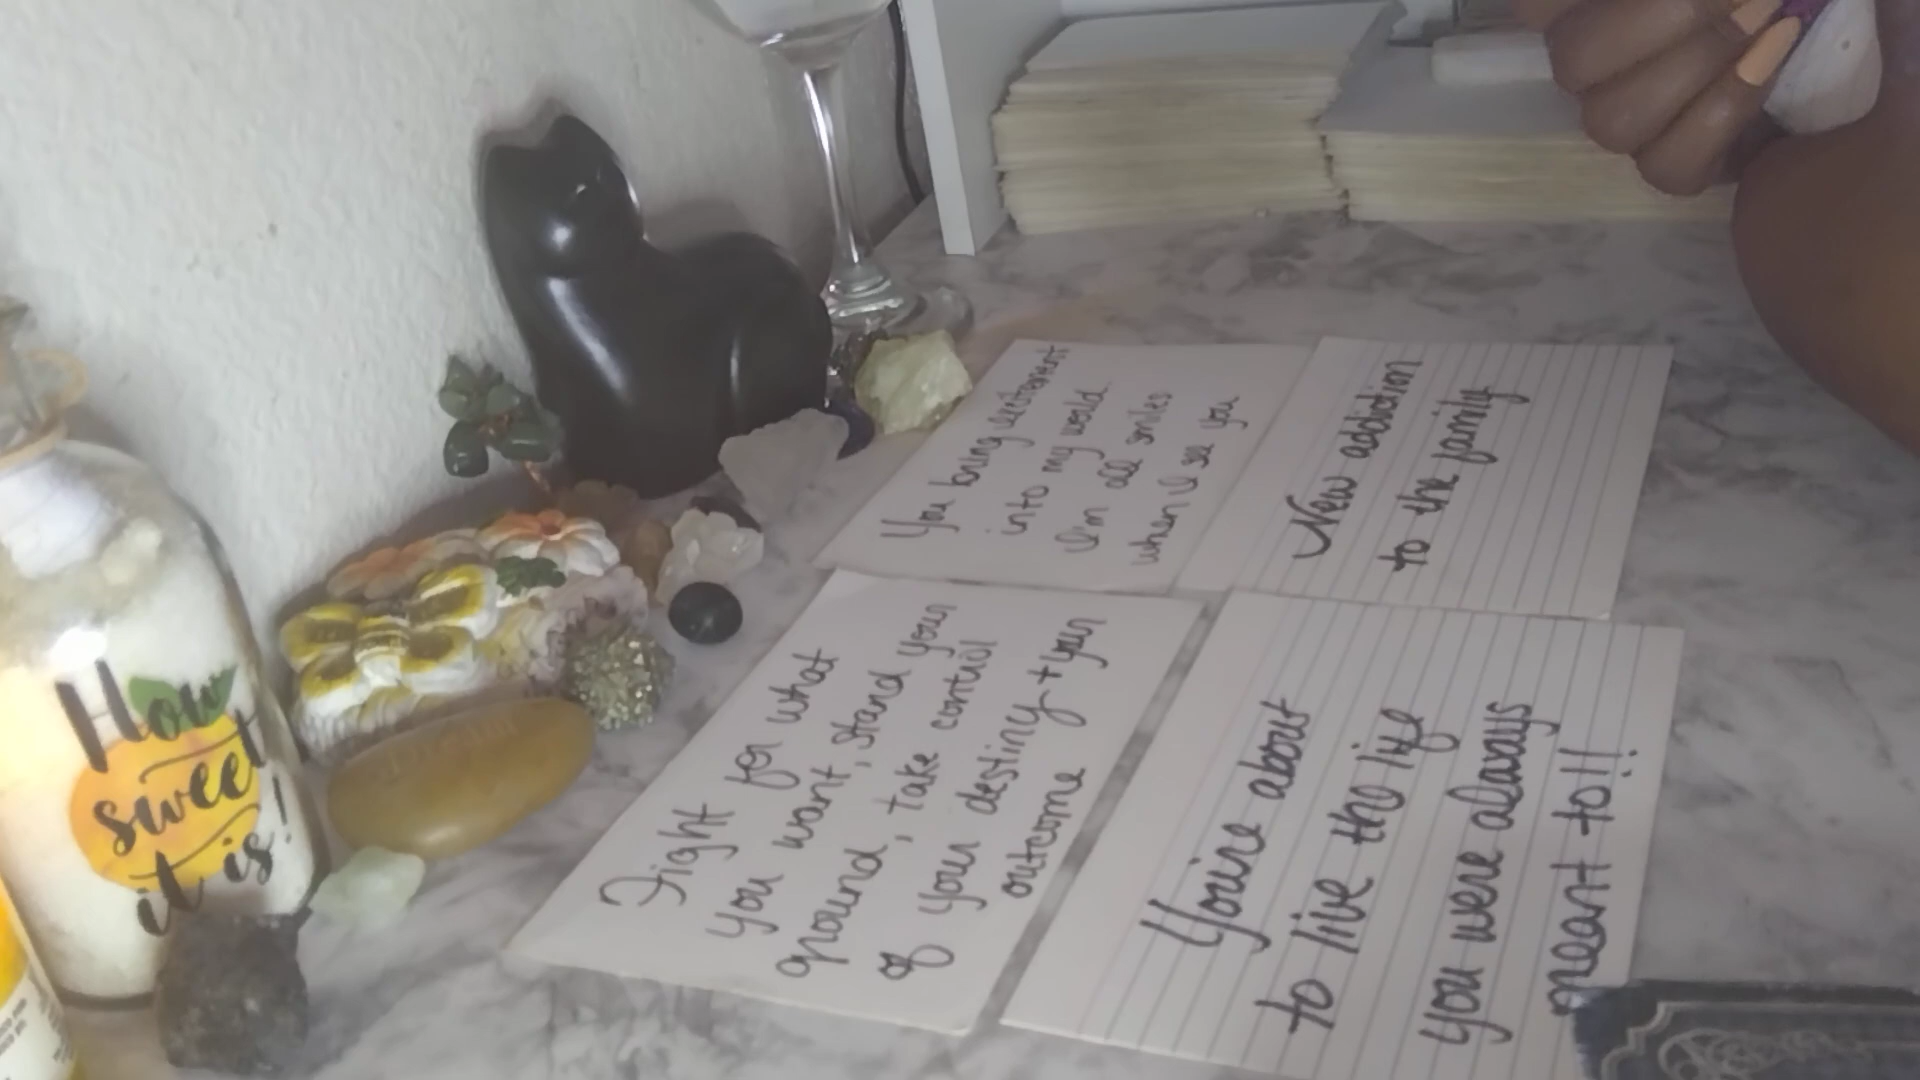 You bring excitement
into my world.
I'm all smiles
when I see you
New addidtion
to the family
Fight for what
you want, stand your
ground, take control
of your destiny + your
outcome
You're about
to live the life
you were always
meant to!!
How
sweet
it is!